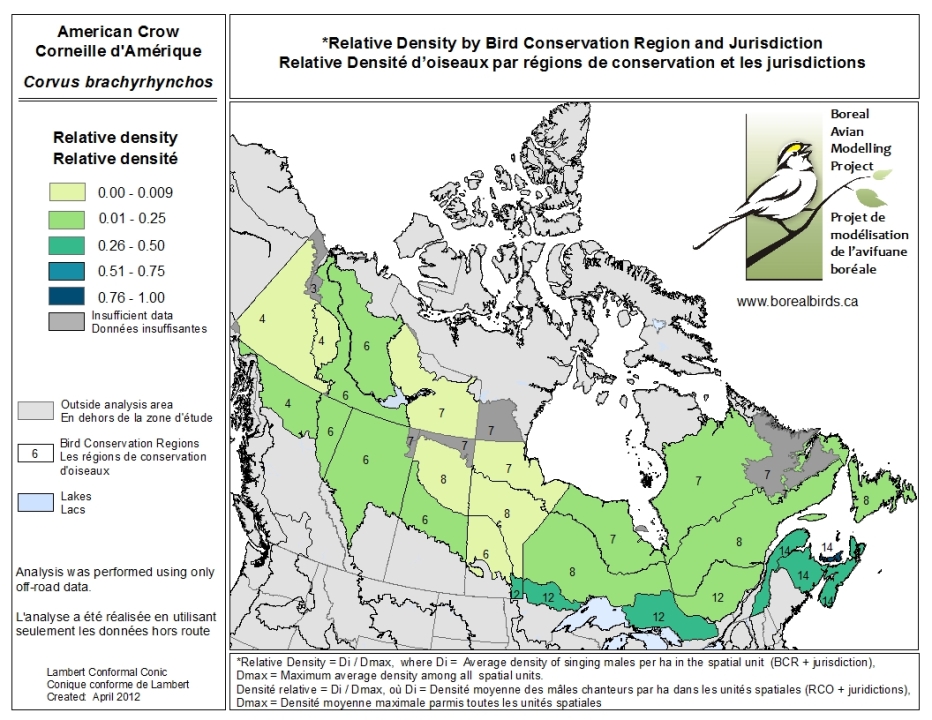 American Crow
Corneille d'Amérique
Corvus brachyrhynchos
*Relative Density by Bird Conservation Region and Jurisdiction
Relative Densité d'oiseaux par régions de conservation et les jurisdictions
Relative density
Relative densité
0.00 - 0.009
0.01 - 0.25
0.26 - 0.50
0.51 - 0.75
0.76 - 1.00
Insufficient data
Données insuffisantes
Outside analysis area
En dehors de la zone d'étude
6
Bird Conservation Regions
Les régions de conservation
d'oiseaux
Lakes
Lacs
Analysis was performed using only
off-road data.
L'analyse a été réalisée en utilisant
seulement les données hors route
Lambert Conformal Conic
Conique conforme de Lambert
Created: April 2012
Boreal
Avian
Modelling
Project
Projet de
modélisation
de l'avifuane
boréale
www.borealbirds.ca
3
4
4
6
6
4
6
6
7
7
7
7
8
7
6
8
6
7
8
7
8
7
8
12
12
12
2
14
14
14
14
*Relative Density = Di / Dmax, where Di = Average density of singing males per ha in the spatial unit (BCR + jurisdiction),
Dmax = Maximum average density among all spatial units.
Densité relative = Di / Dmax, où Di = Densité moyenne des mâles chanteurs par ha dans les unités spatiales (RCO + juridictions),
Dmax = Densité moyenne maximale parmis toutes les unités spatiales